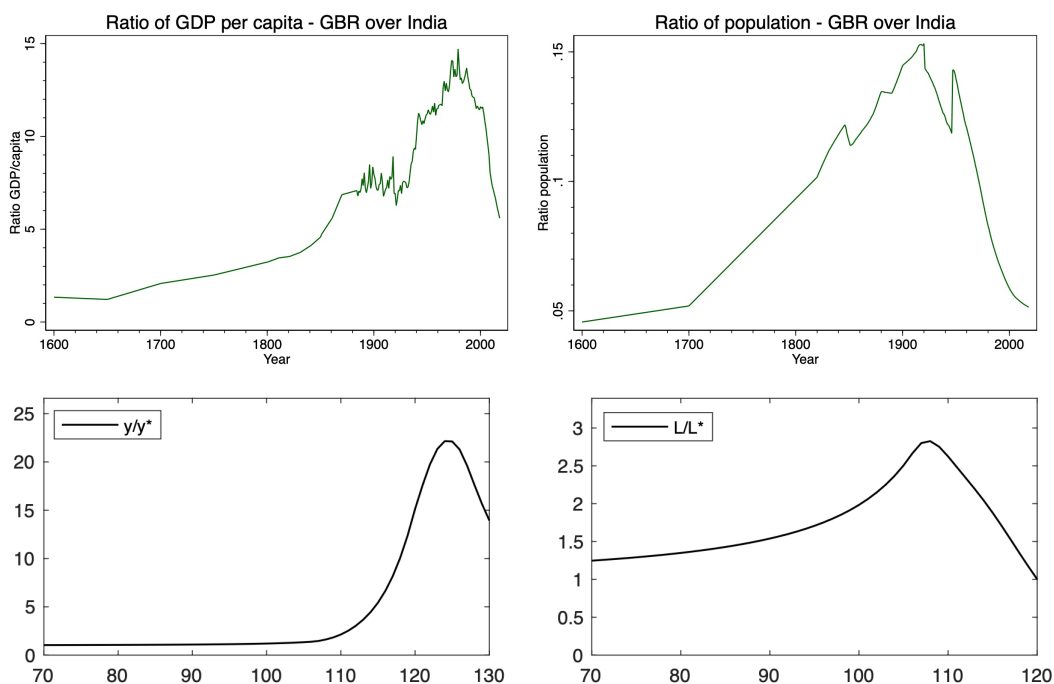 Ratio of GDP per capita - GBR over India
Ratio GDP/capita
15
10
5
0
1600 1700 1800 1900 2000
Year
Ratio of population - GBR over India
Ratio population
.15
.1
.05
1600 1700 1800 1900 2000
Year
y/y*
25
20
15
10
5
0
70 80 90 100 110 120 130
L/L*
3
2.5
2
1.5
1
0.5
0
70 80 90 100 110 120